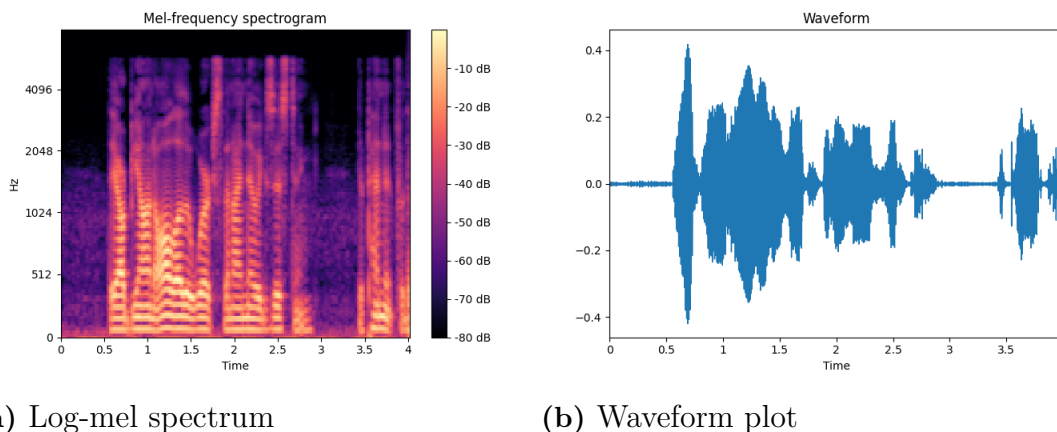 Mel-frequency spectrogram
Hz
4096
2048
1024
512
0
0 0.5 1 1.5 2 2.5 3 3.5 4
Time
-10 dB
-20 dB
-30 dB
-40 dB
-50 dB
-60 dB
-70 dB
-80 dB
Waveform
0.4
0.2
0.0
−0.2
−0.4
0 0.5 1 1.5 2 2.5 3 3.5
Time
) Log-mel spectrum
(b) Waveform plot